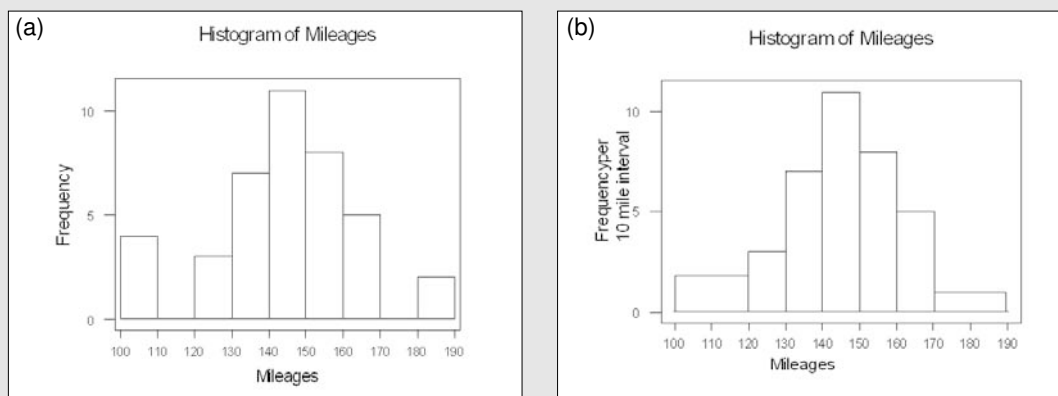 (a)
Histogram of Mileages
10
5
0
Frequency
100 110 120 130 140 150 160 170 180 190
Mileages
(b)
Histogram of Mileages
10
5
0
Frequencyper
10 mile interval
100 110 120 130 140 150 160 170 180 190
Mileages